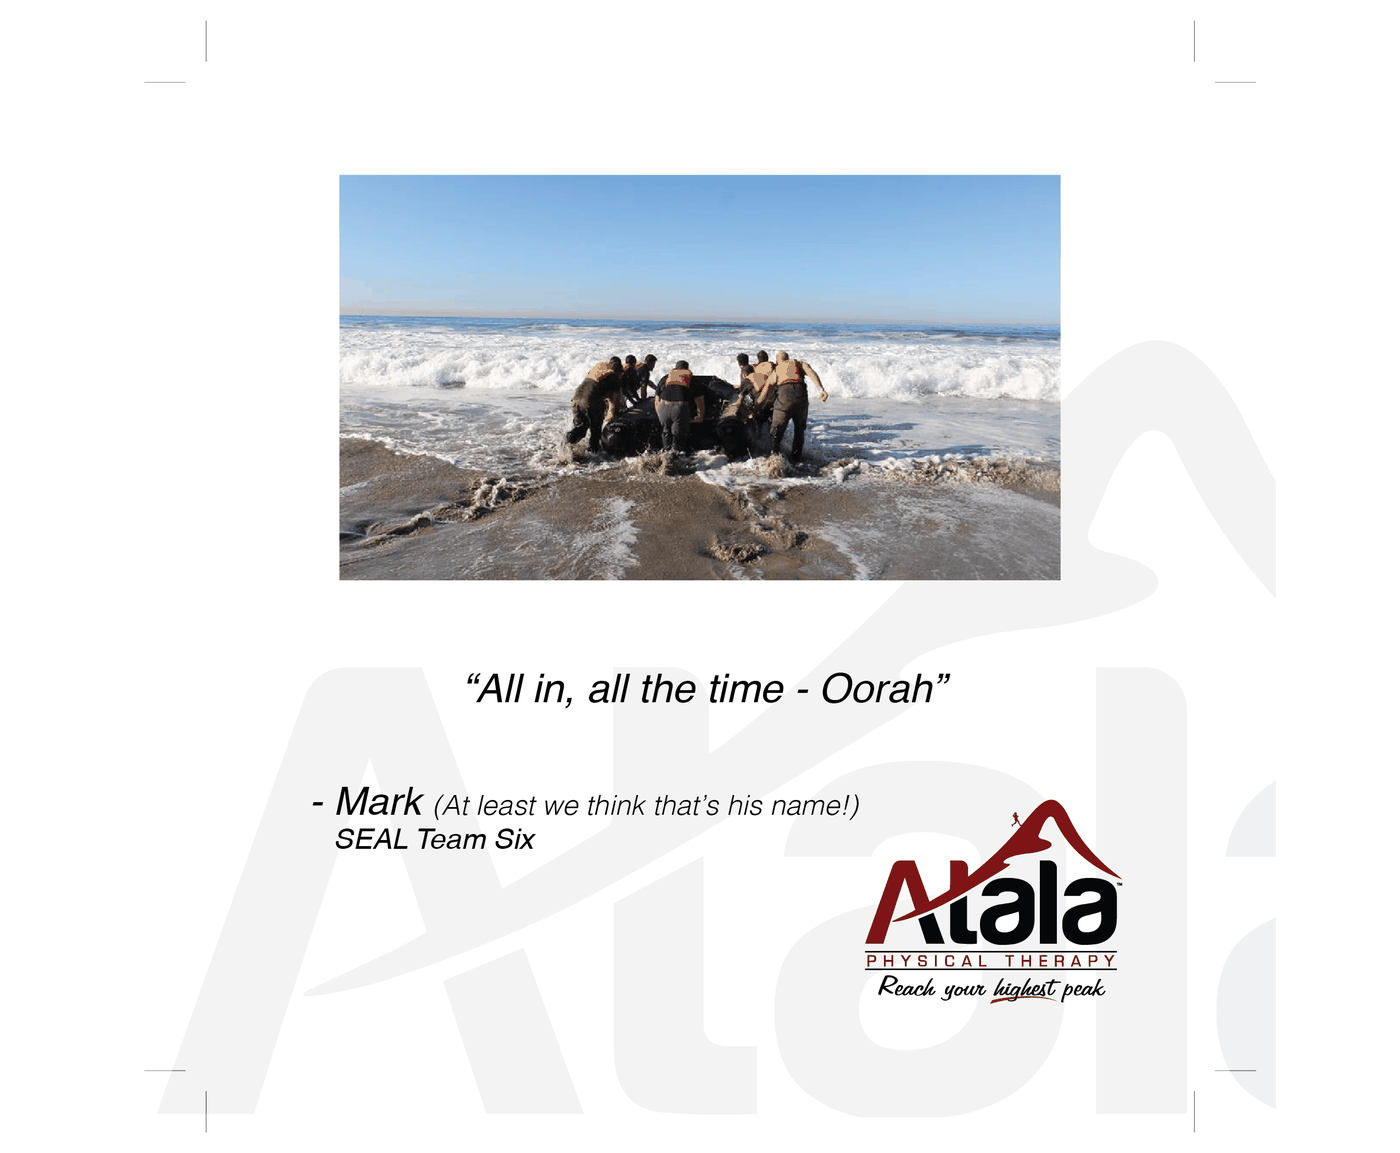 “All in, all the time - Oorah”
- Mark (At least we think that’s his name!)
SEAL Team Six
Atala™
PHYSICAL THERAPY
Reach your highest peak
Atala